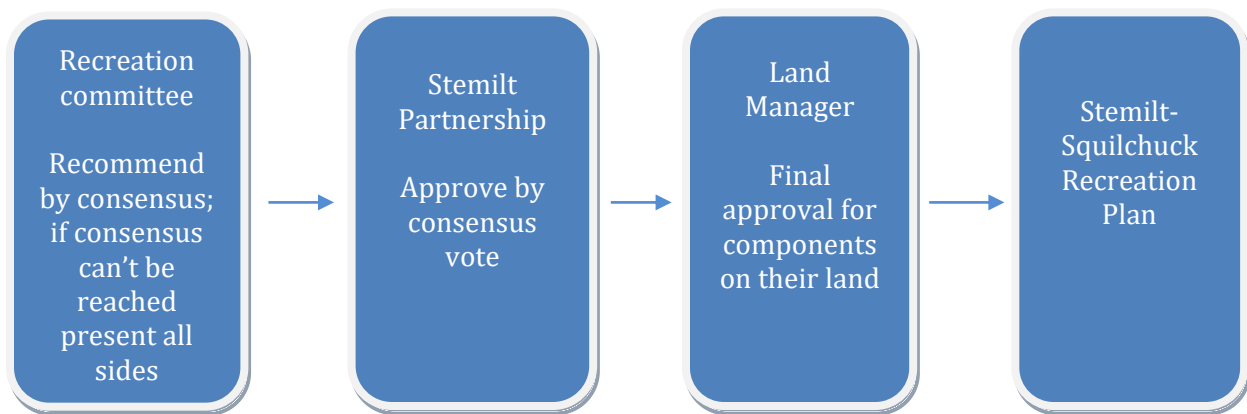 Recreation
committee
Recommend
by consensus;
if consensus
can’t be
reached
present all
sides
Stemilt
Partnership
Approve by
consensus
vote
Land
Manager
Final
approval for
components
on their land
Stemilt-
Squilchuck
Recreation
Plan